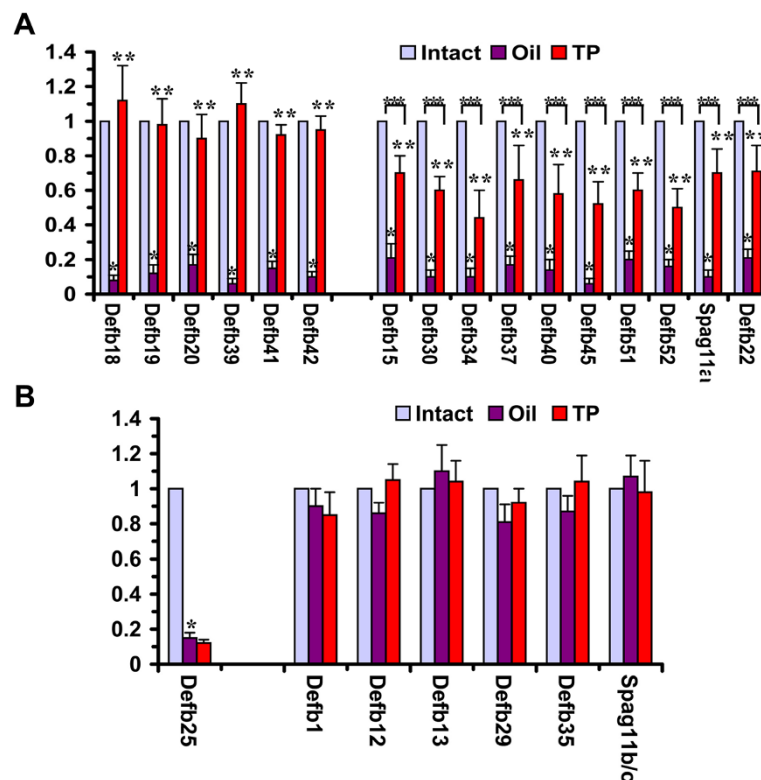 A
1.4
1.2
1
0.8
0.6
0.4
0.2
0
Intact Oil TP
** ** ** ** ** **
* * * * * *
*** *** *** *** *** *** *** *** *** ***
** ** ** ** ** ** ** ** ** **
* * * * * * * * * *
Defb18
Defb19
Defb20
Defb39
Defb41
Defb42
Defb15
Defb30
Defb34
Defb37
Defb40
Defb45
Defb51
Defb52
Spag11a
Defb22
B
1.4
1.2
1
0.8
0.6
0.4
0.2
0
Intact Oil TP
*
Defb25
Defb1
Defb12
Defb13
Defb29
Defb35
Spag11b/c